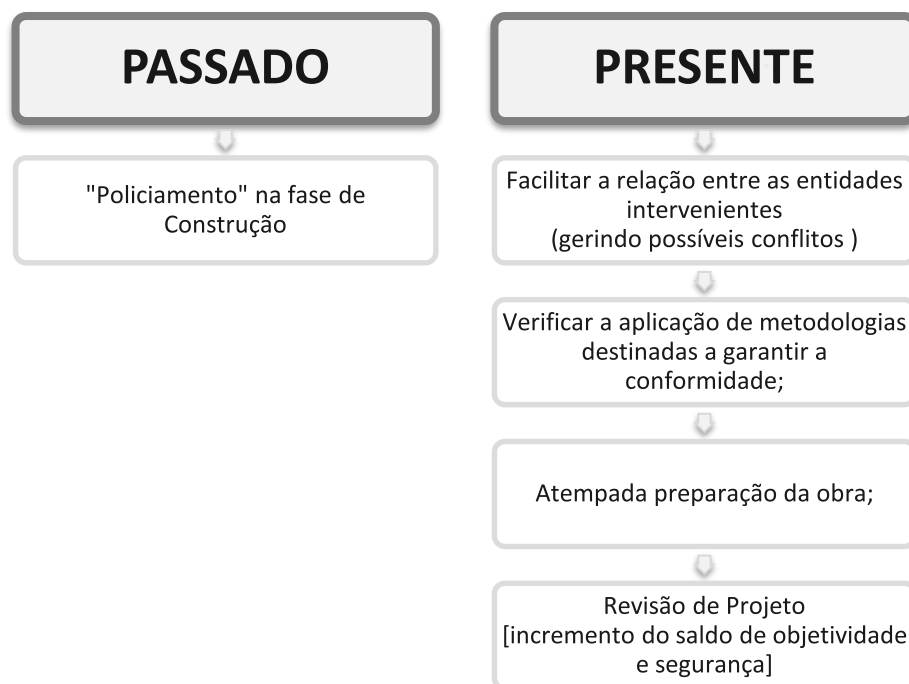 PASSADO
"Policiamento" na fase de
Construção
PRESENTE
Facilitar a relação entre as entidades
intervenientes
(gerindo possíveis conflitos )
Verificar a aplicação de metodologias
destinadas a garantir a
conformidade;
Atempada preparação da obra;
Revisão de Projeto
[incremento do saldo de objetividade
e segurança]